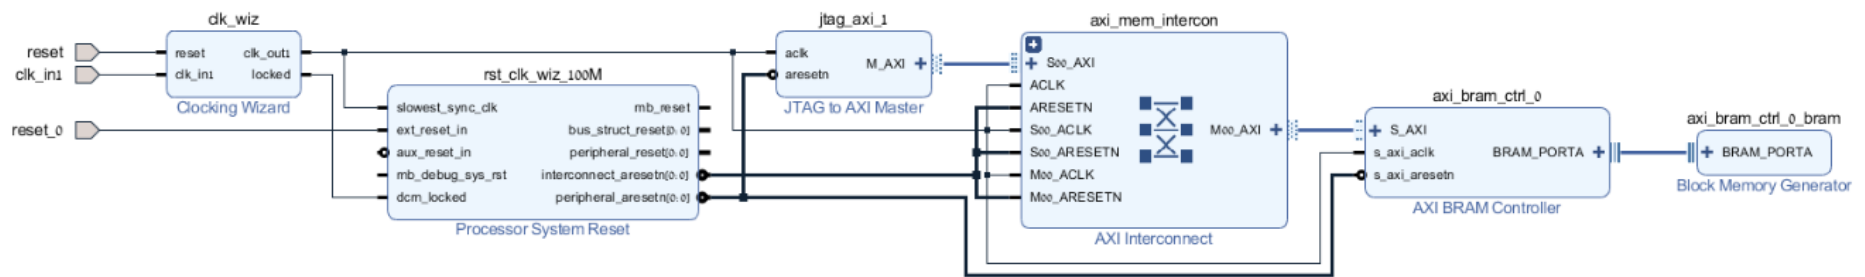 reset
clk_in1
reset_0
clk_wiz
reset
clk_in1
clk_out1
locked
Clocking Wizard
rst_clk_wiz_100M
slowest_sync_clk
ext_reset_in
aux_reset_in
mb_debug_sys_rst
dcm_locked
mb_reset
bus_struct_reset[0:0]
peripheral_reset[0:0]
interconnect_aresetn[0:0]
peripheral_aresetn[0:0]
Processor System Reset
jtag_axi_1
aclk
aresetn
M_AXI
JTAG to AXI Master
axi_mem_intercon
S00_AXI
ACLK
ARESETN
S00_ACLK
S00_ARESETN
M00_ACLK
M00_ARESETN
M00_AXI
AXI Interconnect
axi_bram_ctrl_0
S_AXI
s_axi_aclk
s_axi_aresetn
BRAM_PORTA
AXI BRAM Controller
axi_bram_ctrl_0_bram
BRAM_PORTA
Block Memory Generator